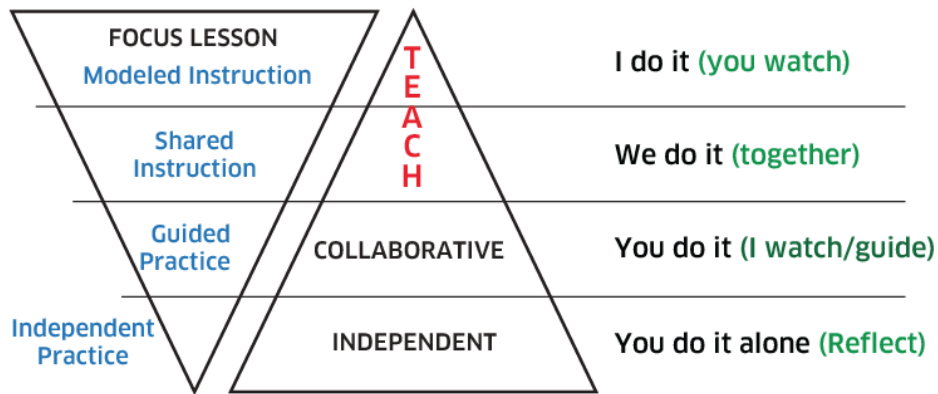 FOCUS LESSON
Modeled Instruction
TEACH
I do it (you watch)
Shared
Instruction
We do it (together)
Guided
Practice
COLLABORATIVE
You do it (I watch/guide)
Independent
Practice
INDEPENDENT
You do it alone (Reflect)